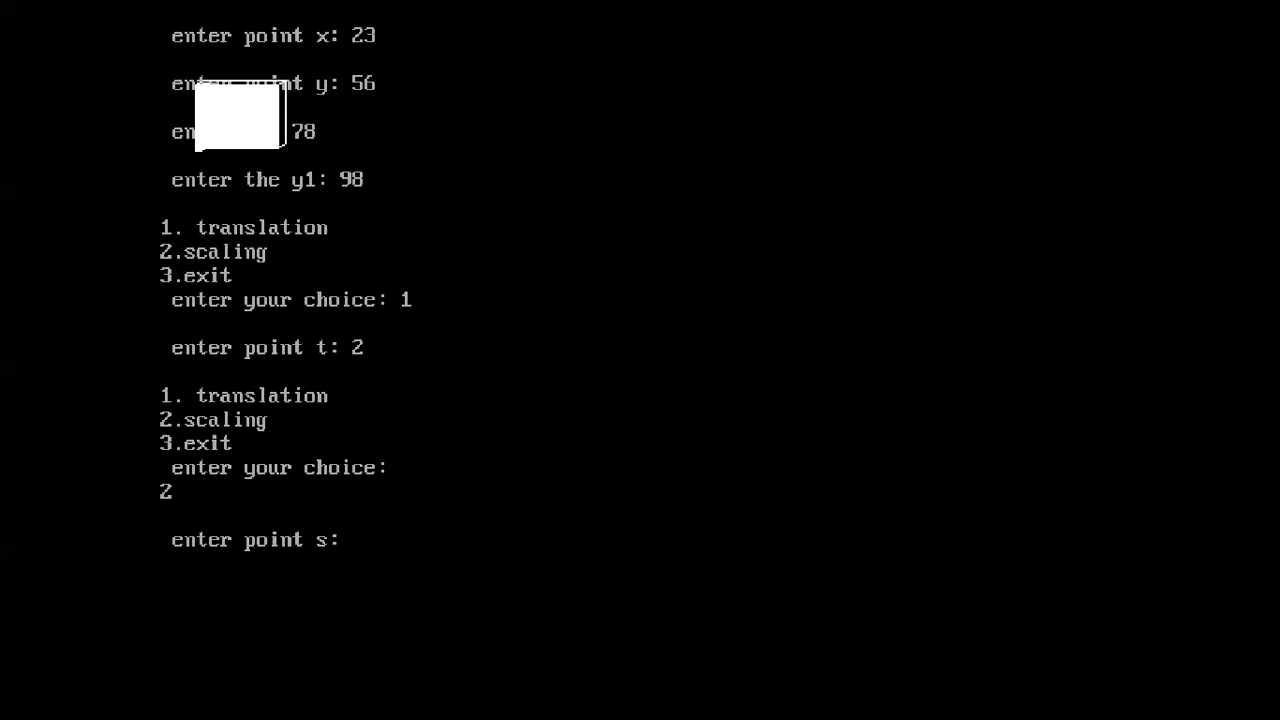 enter point x: 23
enter point y: 56
78
enter the y1: 98
1. translation
2.scaling
3.exit
enter your choice: 1
enter point t: 2
1. translation
2.scaling
3.exit
enter your choice:
2
enter point s: